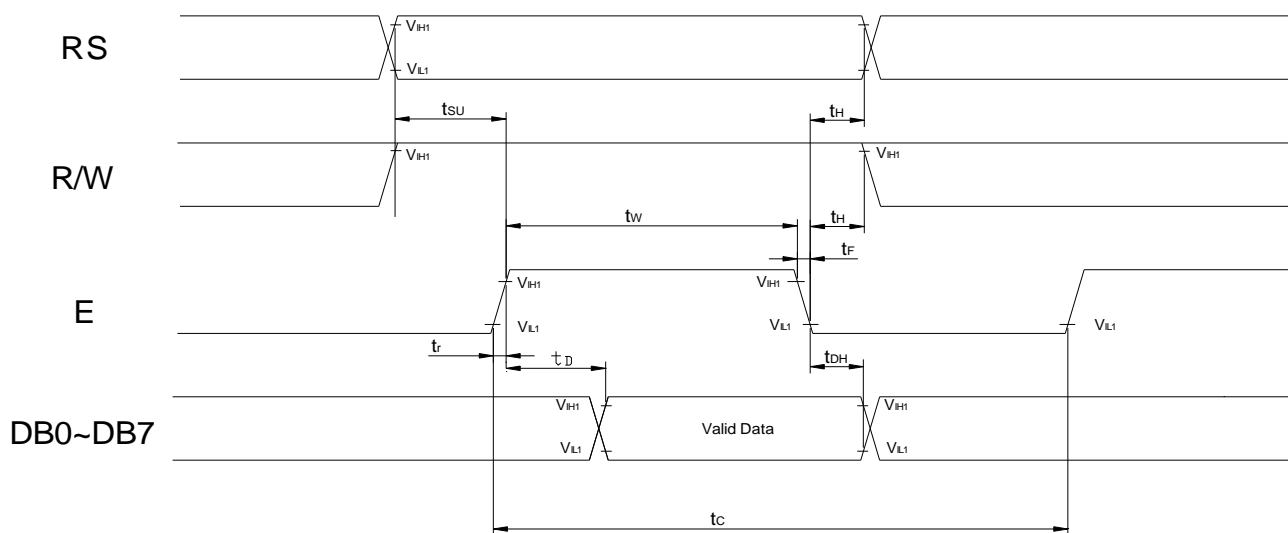 RS
VIH1
VIL1
tSU
tH
R/W
VIH1
VIH1
tW
tH
tF
E
VIH1
VIH1
VIL1
VIL1
VIL1
tr
tD
tDH
DB0~DB7
VIH1
VIL1
Valid Data
VIH1
VIL1
tC